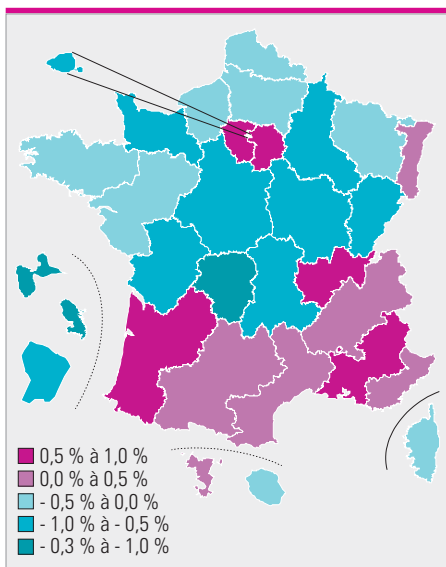 0,5 % à 1,0 %
0,0 % à 0,5 %
- 0,5 % à 0,0 %
- 1,0 % à - 0,5 %
- 0,3 % à - 1,0 %